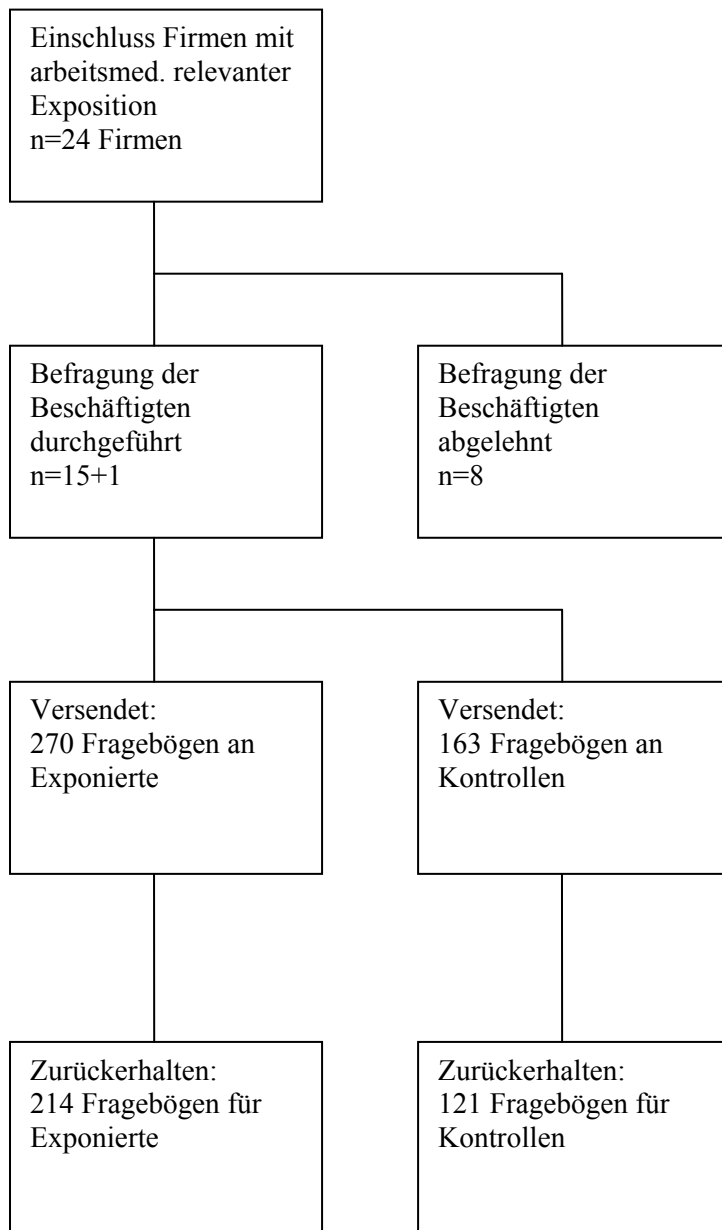 Einschluss Firmen mit
arbeitsmed. relevanter
Exposition
n=24 Firmen
Befragung der
Beschäftigten
durchgeführt
n=15+1
Befragung der
Beschäftigten
abgelehnt
n=8
Versendet:
270 Fragebögen an
Exponierte
Versendet:
163 Fragebögen an
Kontrollen
Zurückerhalten:
214 Fragebögen für
Exponierte
Zurückerhalten:
121 Fragebögen für
Kontrollen